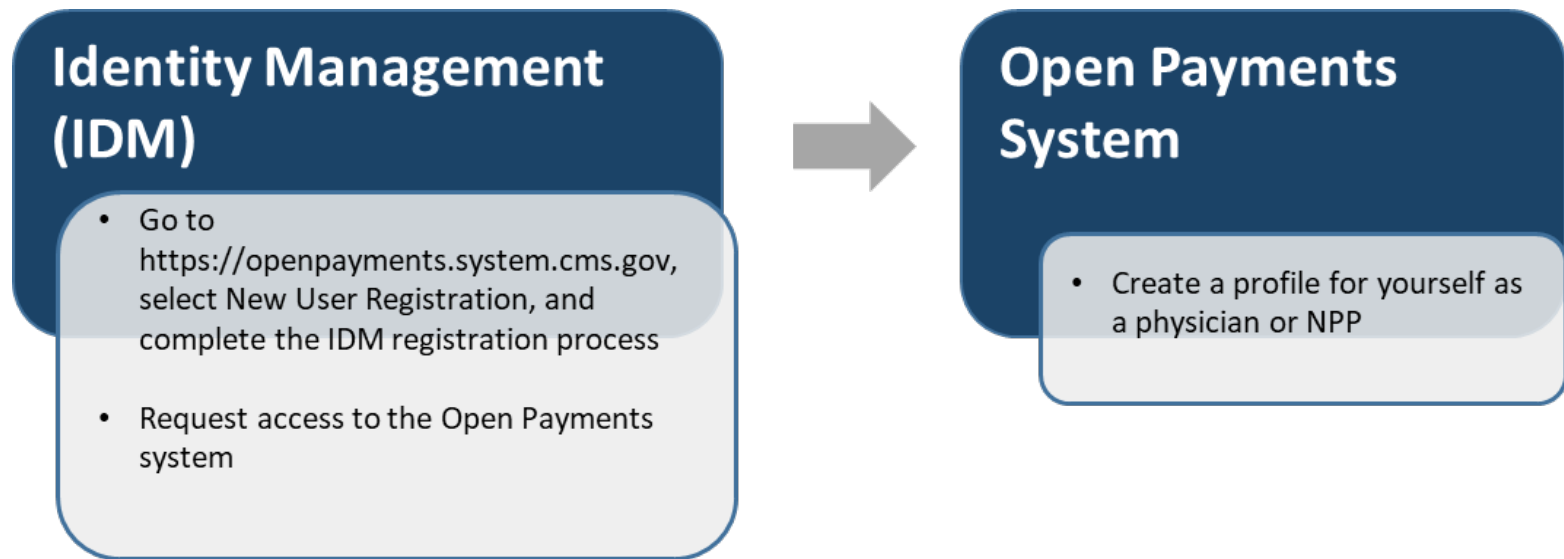 Identity Management
(IDM)
• Go to
https://openpayments.system.cms.gov,
select New User Registration, and
complete the IDM registration process
• Request access to the Open Payments
system
Open Payments
System
• Create a profile for yourself as
a physician or NPP